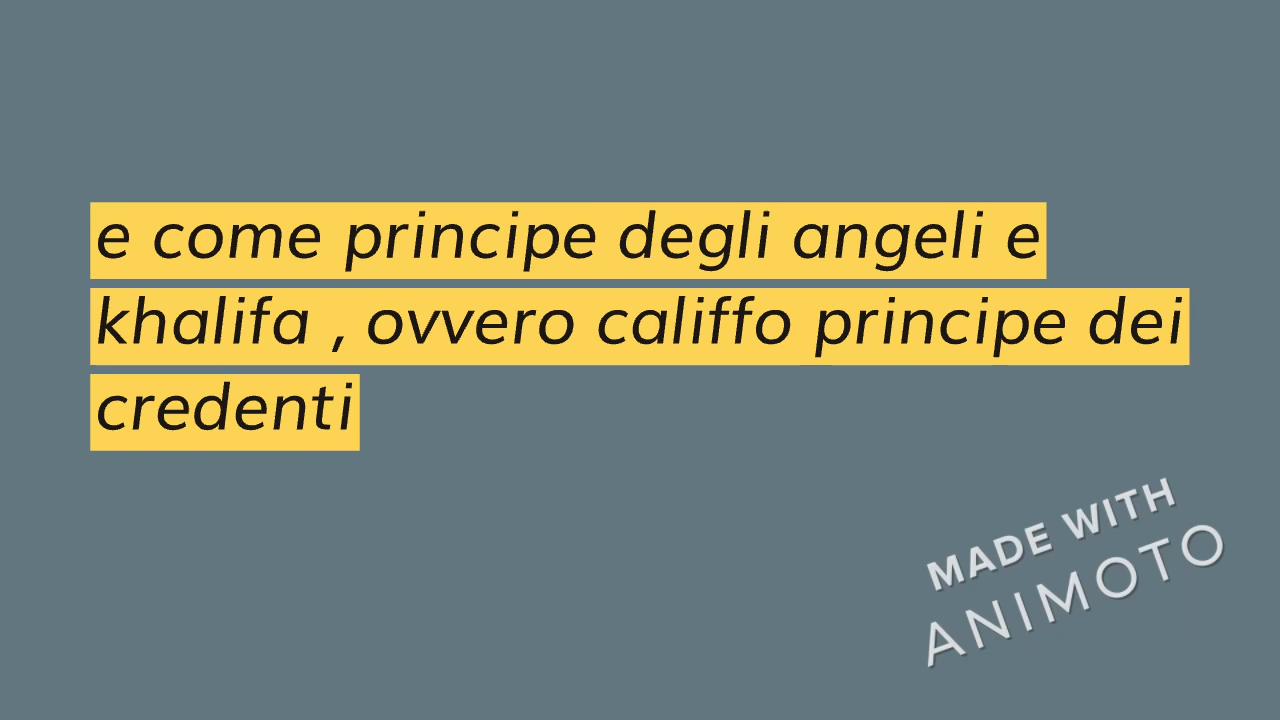 e come principe degli angeli e
khalifa , ovvero califfo principe dei
credenti
MADE WITH
ANIMOTO